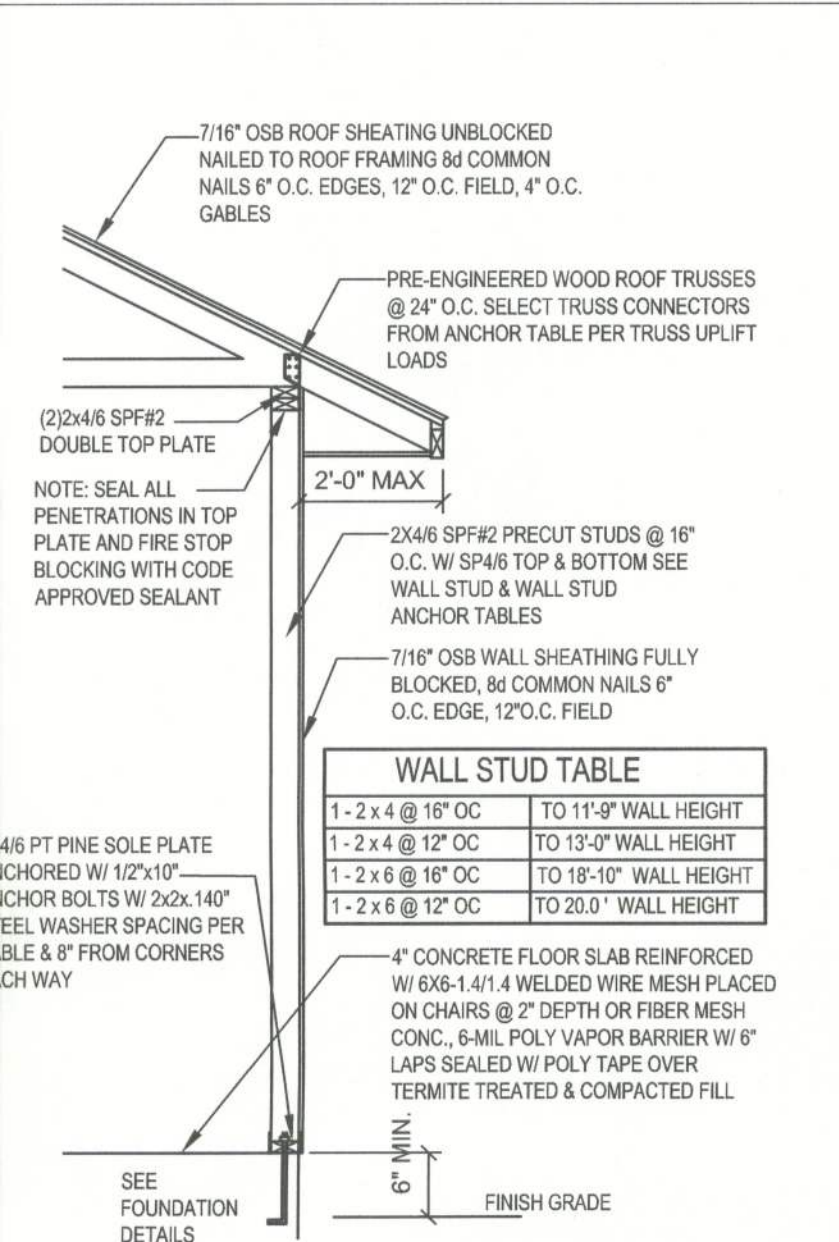 7/16" OSB ROOF SHEATING UNBLOCKED
NAILED TO ROOF FRAMING 8d COMMON
NAILS 6" O.C. EDGES, 12" O.C. FIELD, 4" O.C.
GABLES
PRE-ENGINEERED WOOD ROOF TRUSSES
@ 24" O.C. SELECT TRUSS CONNECTORS
FROM ANCHOR TABLE PER TRUSS UPLIFT
LOADS
(2)2x4/6 SPF#2
DOUBLE TOP PLATE
2'-0" MAX
NOTE: SEAL ALL
PENETRATIONS IN TOP
PLATE AND FIRE STOP
BLOCKING WITH CODE
APPROVED SEALANT
2X4/6 SPF#2 PRECUT STUDS @ 16"
O.C. W/ SP4/6 TOP & BOTTOM SEE
WALL STUD & WALL STUD
ANCHOR TABLES
7/16" OSB WALL SHEATHING FULLY
BLOCKED, 8d COMMON NAILS 6"
O.C. EDGE, 12"O.C. FIELD
WALL STUD TABLE
1 - 2 x 4 @ 16" OC TO 11'-9" WALL HEIGHT
1 - 2 x 4 @ 12" OC TO 13'-0" WALL HEIGHT
1 - 2 x 6 @ 16" OC TO 18'-10" WALL HEIGHT
1 - 2 x 6 @ 12" OC TO 20.0 ' WALL HEIGHT
4/6 PT PINE SOLE PLATE
NCHORED W/ 1/2"x10"
NCHOR BOLTS W/ 2x2x.140"
EEL WASHER SPACING PER
ABLE & 8" FROM CORNERS
ACH WAY
4" CONCRETE FLOOR SLAB REINFORCED
W/ 6X6-1.4/1.4 WELDED WIRE MESH PLACED
ON CHAIRS @ 2" DEPTH OR FIBER MESH
CONC., 6-MIL POLY VAPOR BARRIER W/ 6"
LAPS SEALED W/ POLY TAPE OVER
TERMITE TREATED & COMPACTED FILL
6" MIN.
SEE
FOUNDATION
DETAILS
FINISH GRADE